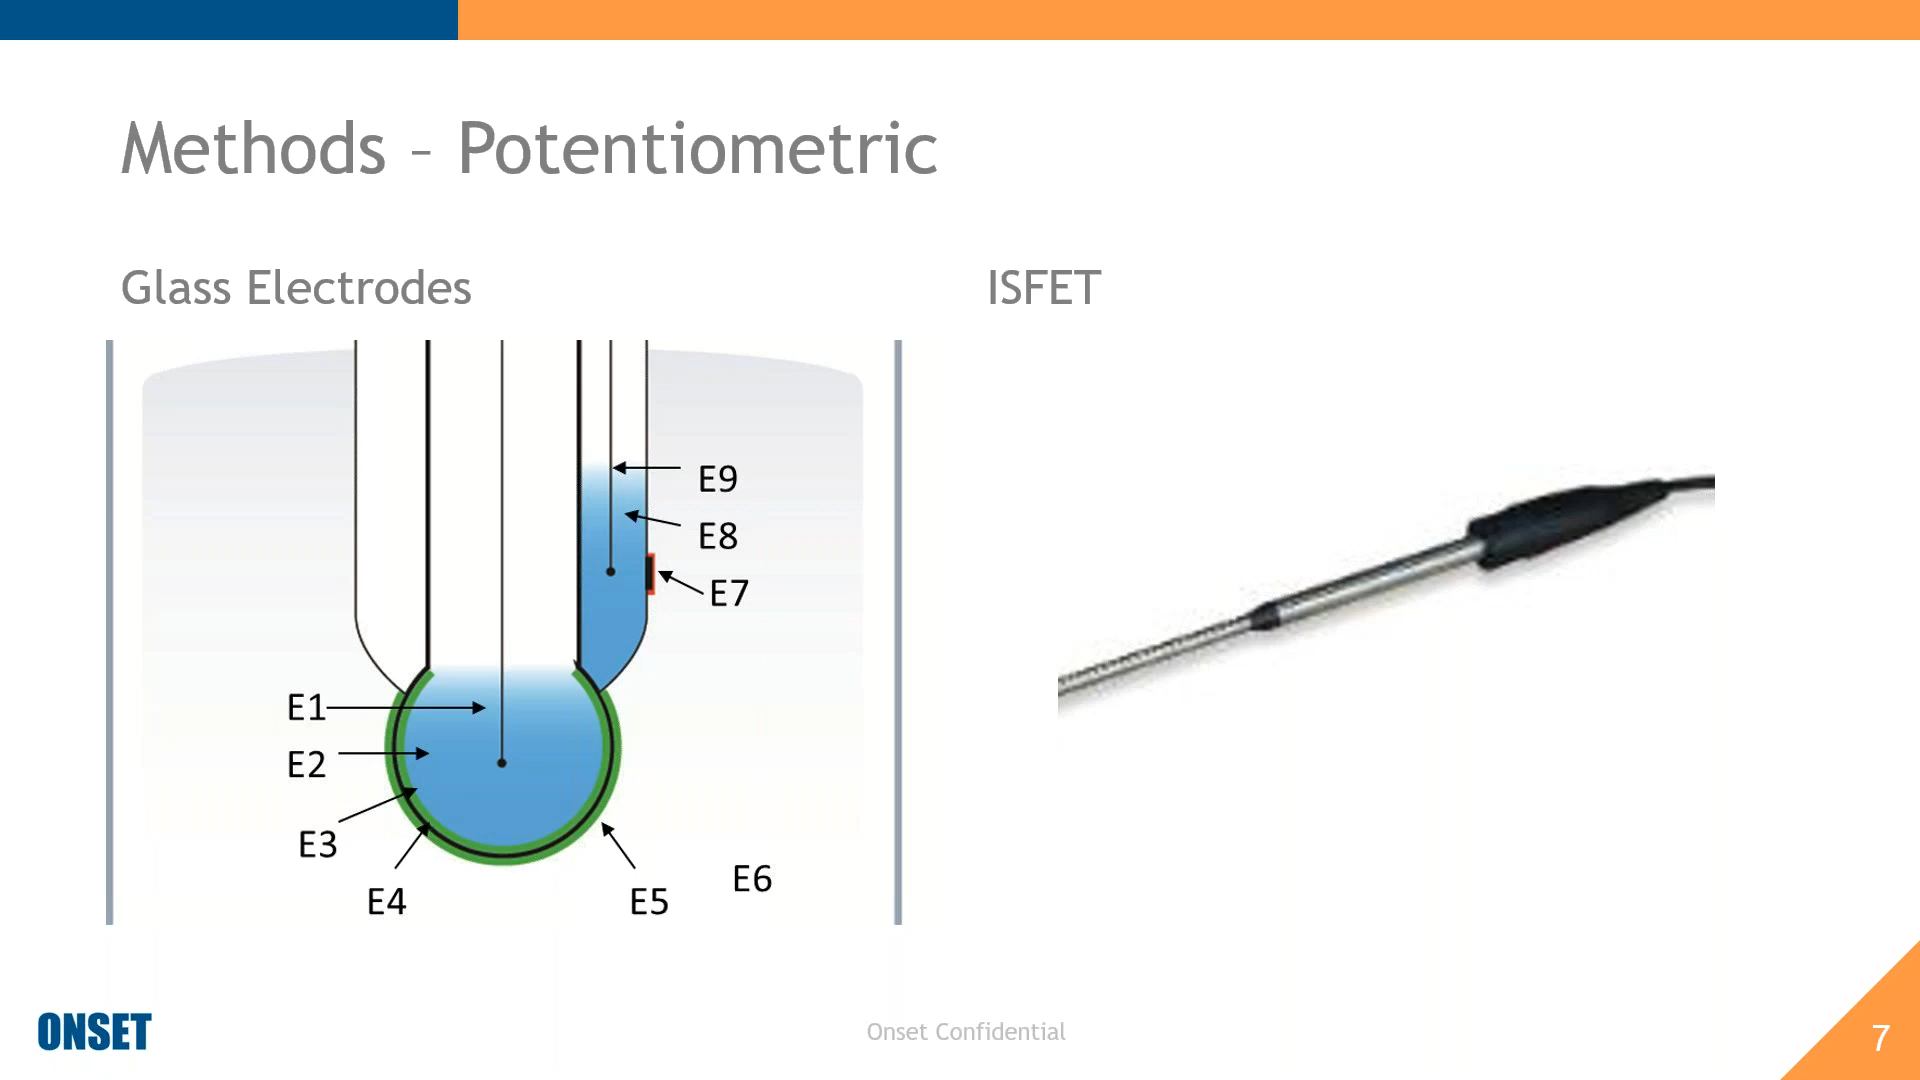 Methods – Potentiometric
Glass Electrodes
ISFET
E9
E8
E7
E1
E2
E3
E4
E5
E6
ONSET
Onset Confidential
7